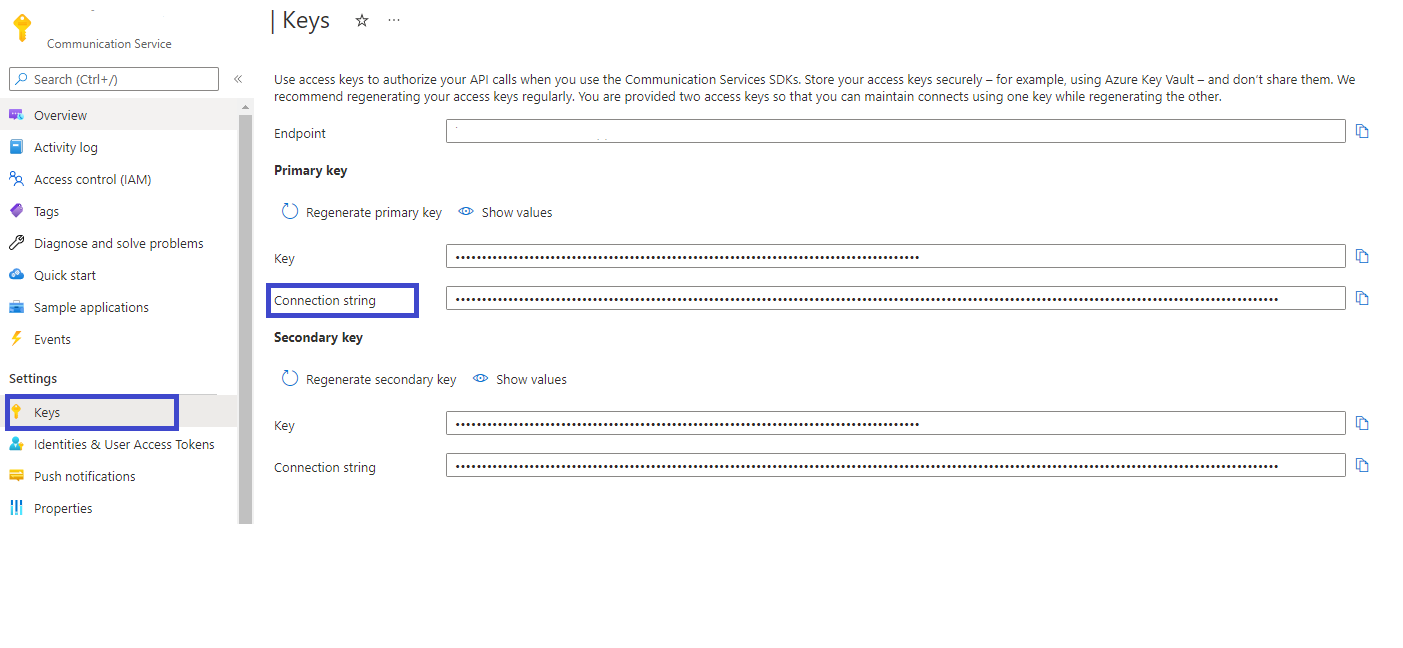 Keys
Communication Service
Search (Ctrl+/)
Use access keys to authorize your API calls when you use the Communication Services SDKs. Store your access keys securely – for example, using Azure Key Vault – and don't share them. We
recommend regenerating your access keys regularly. You are provided two access keys so that you can maintain connects using one key while regenerating the other.
Overview
Activity log
Access control (IAM)
Tags
Diagnose and solve problems
Quick start
Sample applications
Events
Settings
Keys
Identities & User Access Tokens
Push notifications
Properties
Endpoint
Primary key
Regenerate primary key
Show values
Key
Connection string
Secondary key
Regenerate secondary key
Show values
Key
Connection string